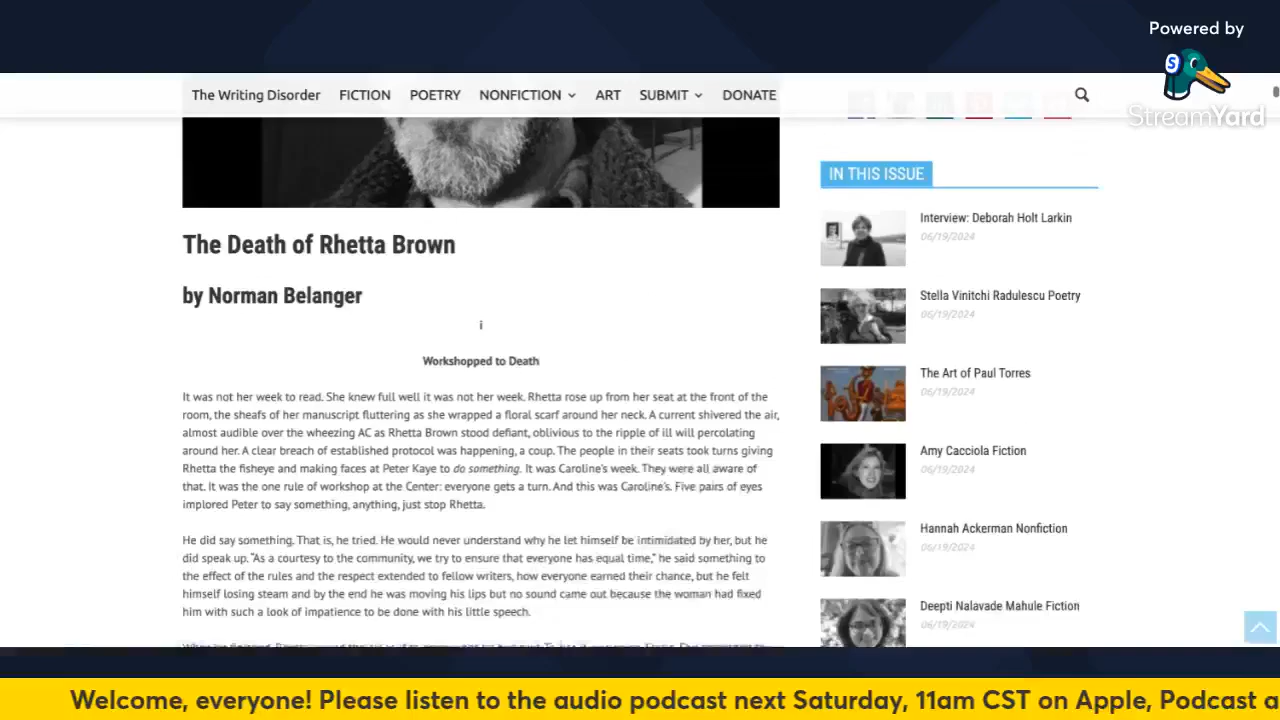 Powered by
StreamYard
The Writing Disorder FICTION POETRY NONFICTION ART SUBMIT DONATE
IN THIS ISSUE
Interview: Deborah Holt Larkin
06/19/2024
Stella Vinitchi Radulescu Poetry
06/19/2024
The Art of Paul Torres
06/19/2024
Amy Cacciola Fiction
06/19/2024
Hannah Ackerman Nonfiction
06/19/2024
Deepti Nalavade Mahule Fiction
06/19/2024
The Death of Rhetta Brown
by Norman Belanger
i
Workshopped to Death
It was not her week to read. She knew full well it was not her week. Rhetta rose up from her seat at the front of the
room, the sheafs of her manuscript fluttering as she wrapped a floral scarf around her neck. A current shivered the air,
almost audible over the wheezing AC as Rhetta Brown stood defiant, oblivious to the ripple of ill will percolating
around her. A clear breach of established protocol was happening, a coup. The people in their seats took turns giving
Rhetta the fisheye and making faces at Peter Kaye to do something. It was Caroline's week. They were all aware of
that. It was the one rule of workshop at the Center: everyone gets a turn. And this was Caroline's. Five pairs of eyes
implored Peter to say something, anything, just stop Rhetta.
He did say something. That is, he tried. He would never understand why he let himself be intimidated by her, but he
did speak up. "As a courtesy to the community, we try to ensure that everyone has equal time," he said something to
the effect of the rules and the respect extended to fellow writers, how everyone earned their chance, but he felt
himself losing steam and by the end he was moving his lips but no sound came out because the woman had fixed
him with such a look of impatience to be done with his little speech.
Welcome, everyone! Please listen to the audio podcast next Saturday, 11am CST on Apple, Podcast a